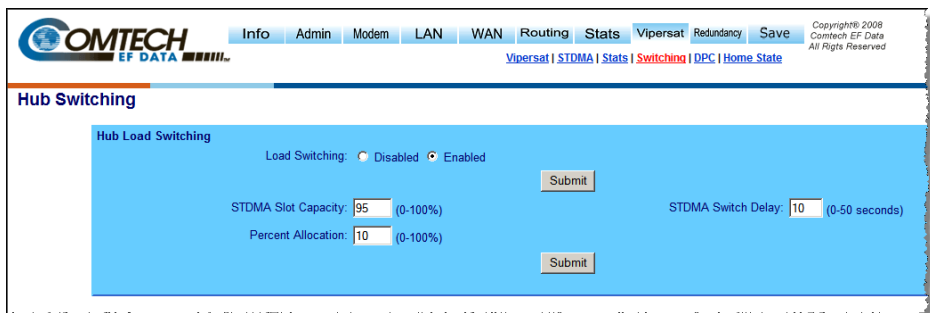 COMTECH
EF DATA
Info Admin Modem LAN WAN Routing Stats Vipersat Redundancy Save
Copyright® 2008
Comtech EF Data
All Rigts Reserved
Vipersat | STDMA | Stats | Switching | DPC | Home State
Hub Switching
Hub Load Switching
Load Switching: Disabled Enabled
Submit
STDMA Slot Capacity: 95 (0-100%) STDMA Switch Delay: 10 (0-50 seconds)
Percent Allocation: 10 (0-100%)
Submit